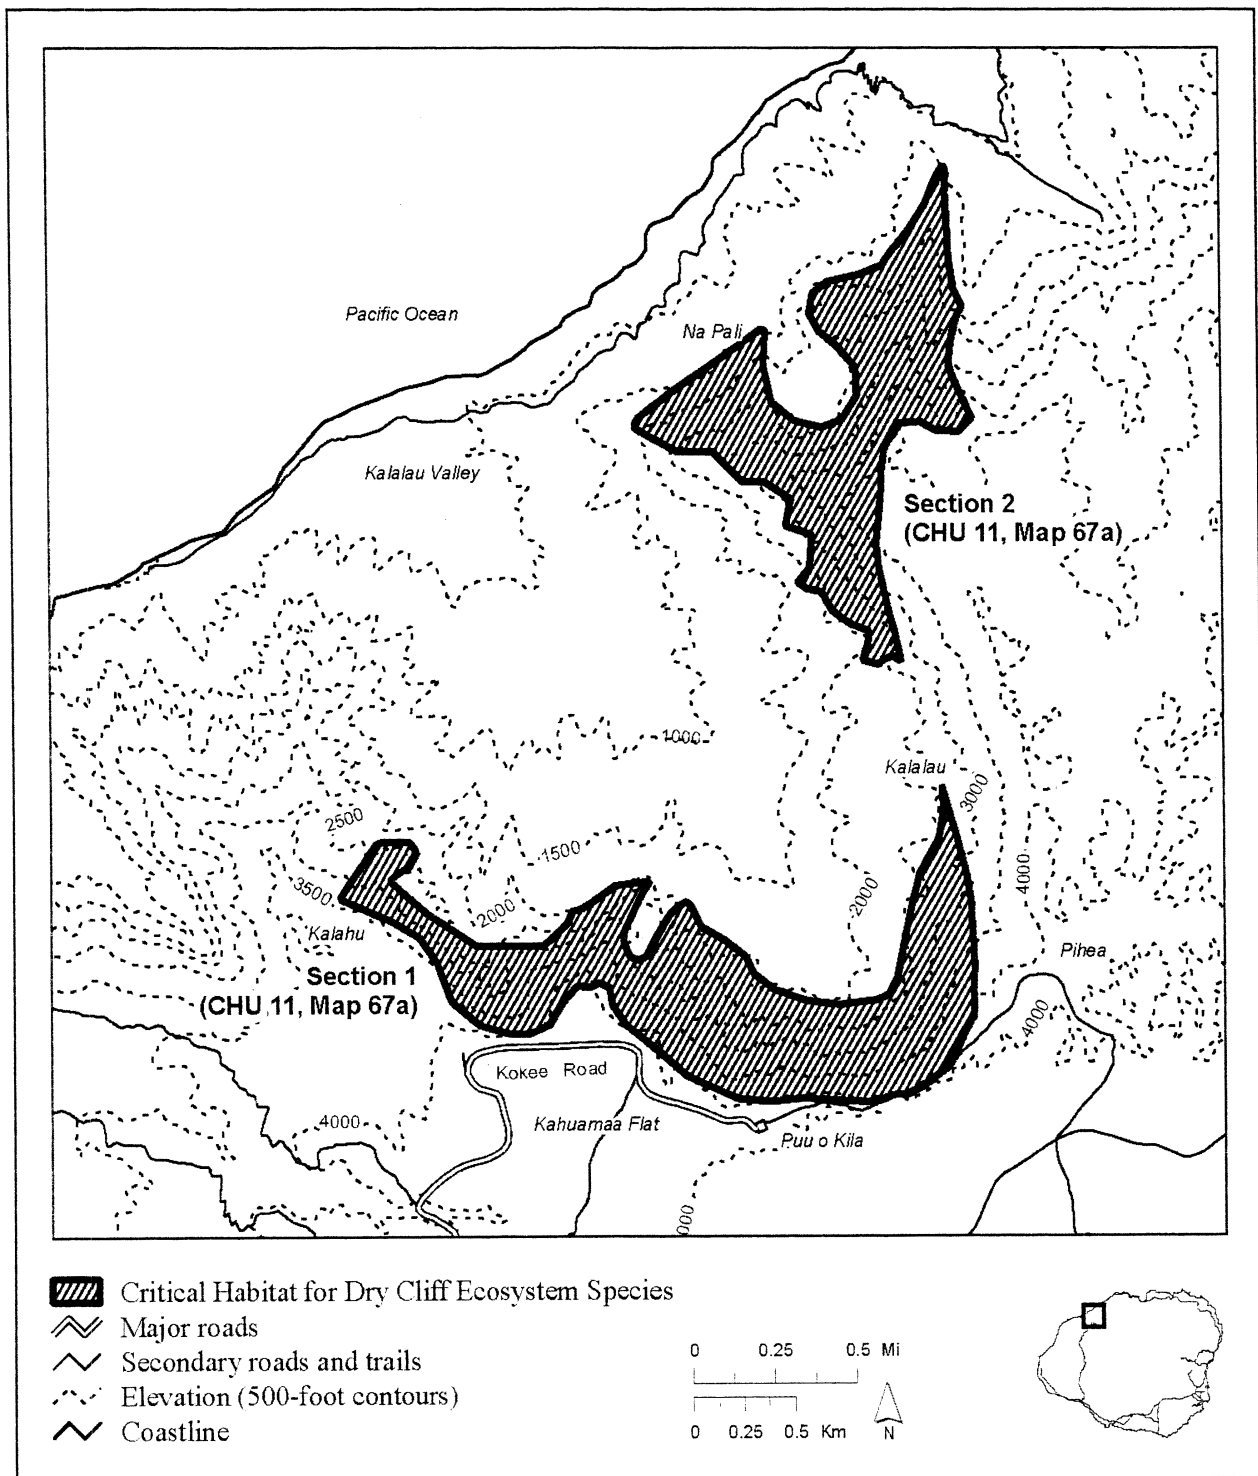 Pacific Ocean
Na Pali
Kalalau Valley
Section 2
(CHU 11, Map 67a)
1000
Kalalau
3000
2500
1500
4000
3500
2000
2000
Kalahu
Pihea
Section 1
(CHU 11, Map 67a)
4000
Kokee Road
4000
Kahuamaa Flat
Puu o Kila
000
Critical Habitat for Dry Cliff Ecosystem Species
Major roads
Secondary roads and trails
Elevation (500-foot contours)
Coastline
0 0.25 0.5 Mi
0 0.25 0.5 Km
N